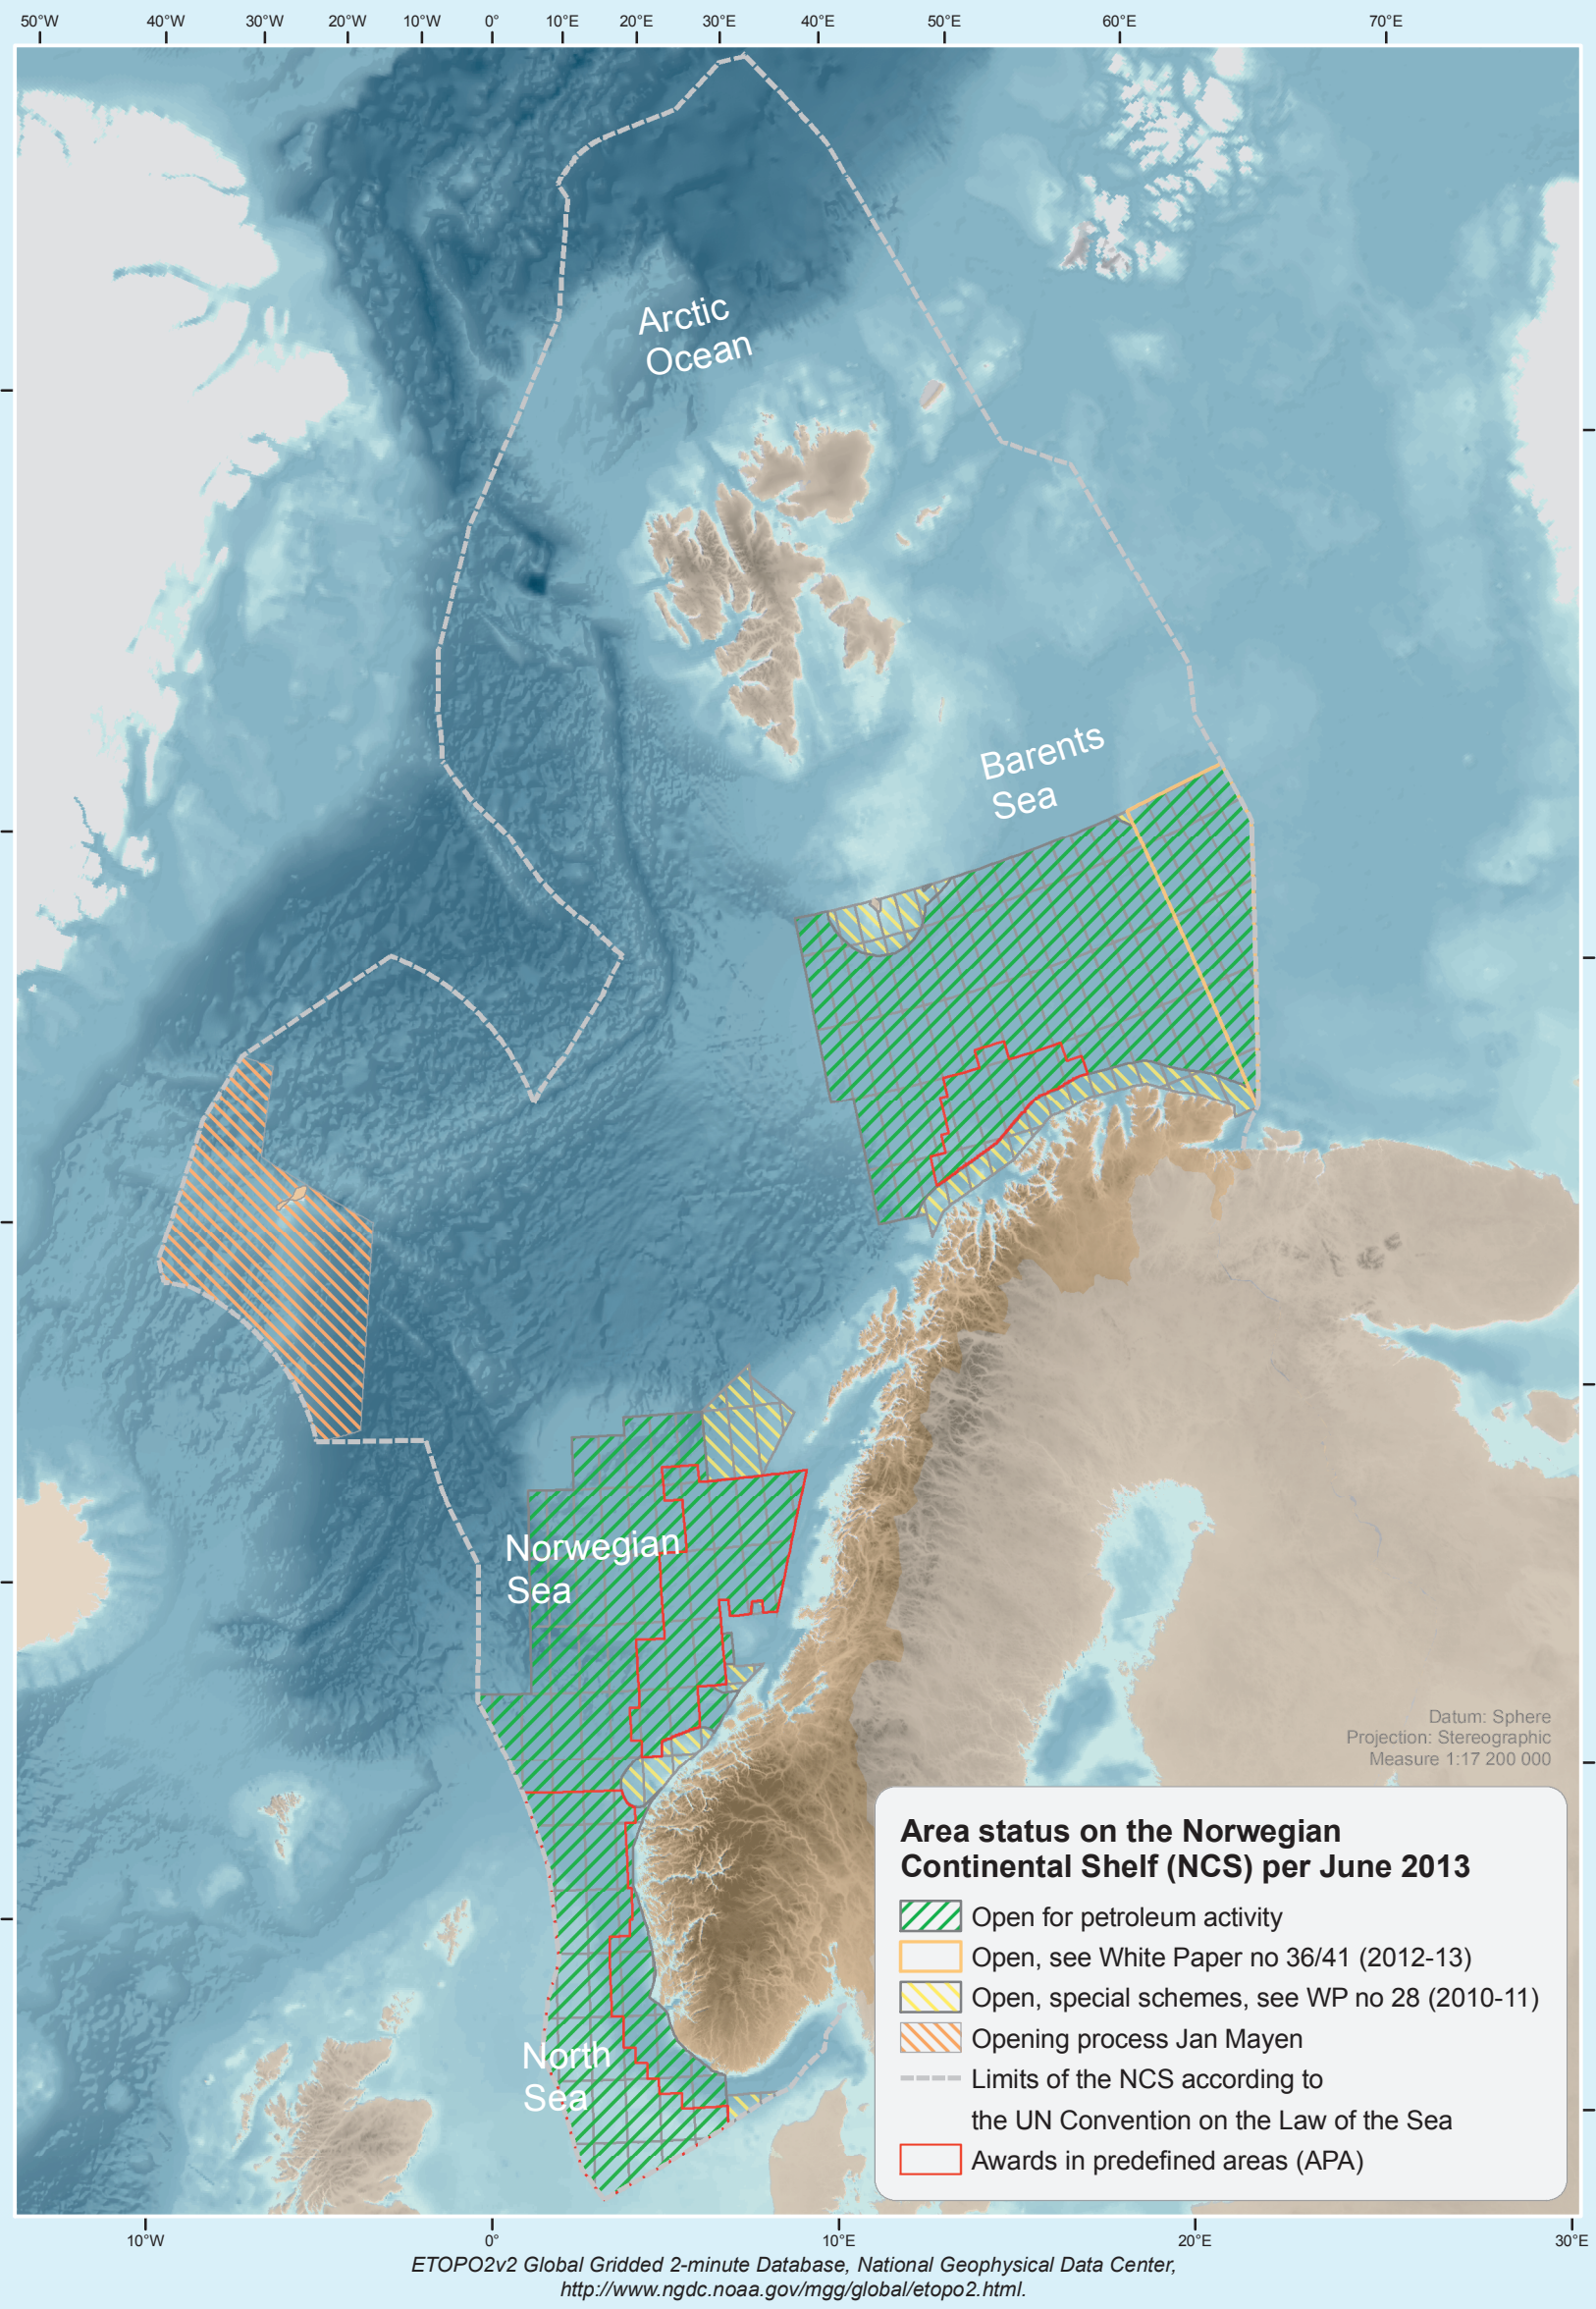 50°W 40°W 30°W 20°W 10°W 0° 10°E 20°E 30°E 40°E 50°E 60°E 70°E
Arctic
Ocean
Barents
Sea
Norwegian
Sea
North
Sea
Datum: Sphere
Projection: Stereographic
Measure 1:17 200 000
Area status on the Norwegian
Continental Shelf (NCS) per June 2013
Open for petroleum activity
Open, see White Paper no 36/41 (2012-13)
Open, special schemes, see WP no 28 (2010-11)
Opening process Jan Mayen
Limits of the NCS according to
the UN Convention on the Law of the Sea
Awards in predefined areas (APA)
10°W 0° 10°E 20°E 30°E
ETOPO2v2 Global Gridded 2-minute Database, National Geophysical Data Center,
http://www.ngdc.noaa.gov/mgg/global/etopo2.html.